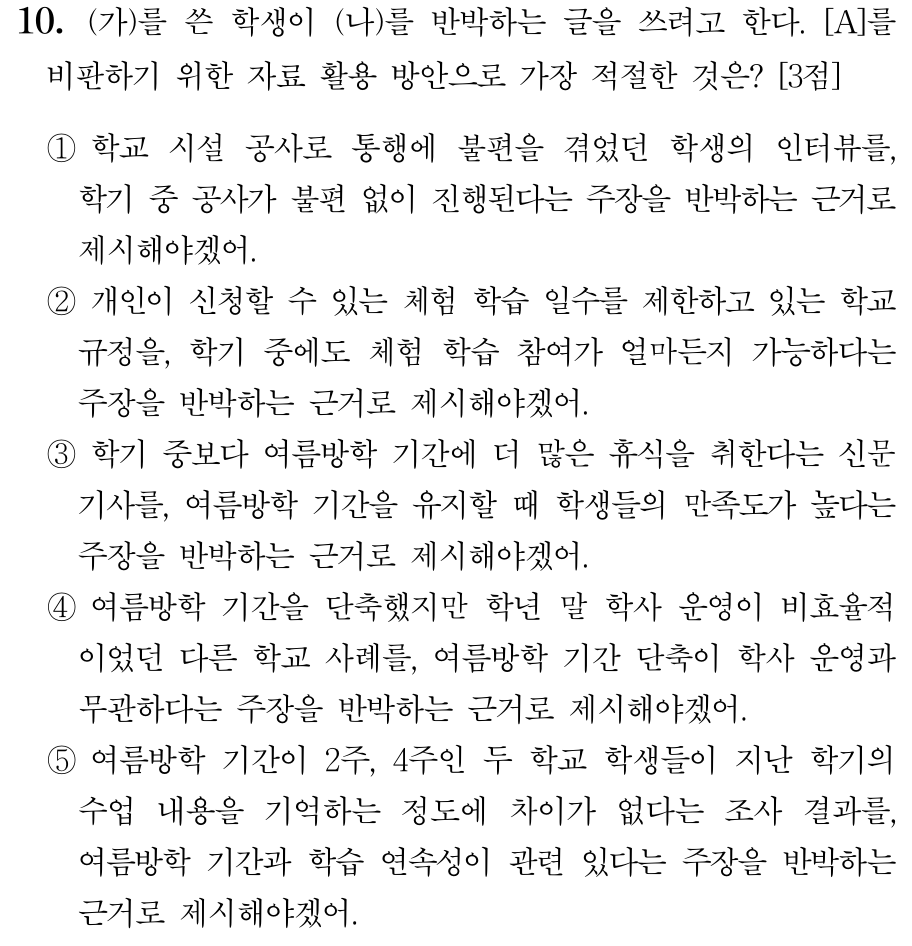 10. (가)를 쓴 학생이 (나)를 반박하는 글을 쓰려고 한다. [A]를
비판하기 위한 자료 활용 방안으로 가장 적절한 것은? [3점]
① 학교 시설 공사로 통행에 불편을 겪었던 학생의 인터뷰를,
학기 중 공사가 불편 없이 진행된다는 주장을 반박하는 근거로
제시해야겠어.
② 개인이 신청할 수 있는 체험 학습 일수를 제한하고 있는 학교
규정을, 학기 중에도 체험 학습 참여가 얼마든지 가능하다는
주장을 반박하는 근거로 제시해야겠어.
③ 학기 중보다 여름방학 기간에 더 많은 휴식을 취한다는 신문
기사를, 여름방학 기간을 유지할 때 학생들의 만족도가 높다는
주장을 반박하는 근거로 제시해야겠어.
④ 여름방학 기간을 단축했지만 학년 말 학사 운영이 비효율적
이었던 다른 학교 사례를, 여름방학 기간 단축이 학사 운영과
무관하다는 주장을 반박하는 근거로 제시해야겠어.
⑤ 여름방학 기간이 2주, 4주인 두 학교 학생들이 지난 학기의
수업 내용을 기억하는 정도에 차이가 없다는 조사 결과를,
여름방학 기간과 학습 연속성이 관련 있다는 주장을 반박하는
근거로 제시해야겠어.